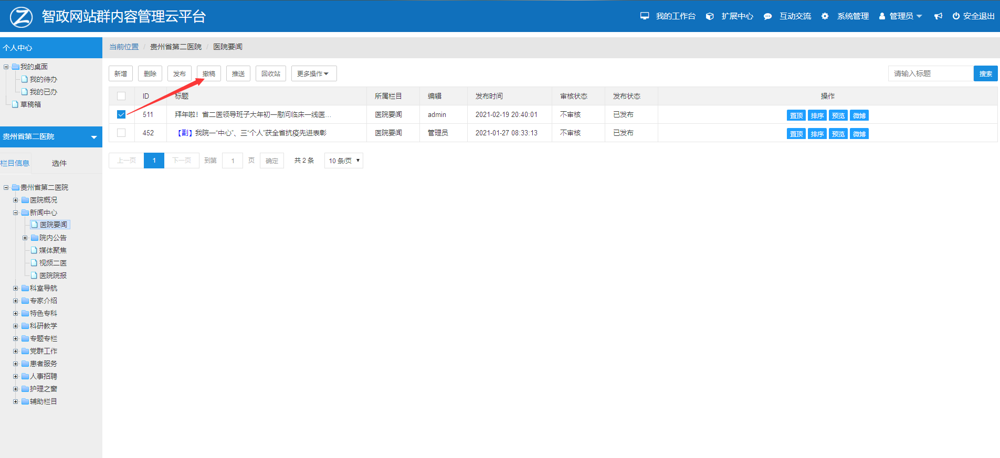 智政网站群内容管理云平台
我的工作台 扩展中心 互动交流 系统管理 管理员 安全退出
个人中心
我的桌面
我的待办
我的已办
草稿箱
贵州省第二医院
栏目信息 选件
贵州省第二医院
医院概况
新闻中心
医院要闻
院内公告
媒体聚焦
视频二医
医院院报
科室导航
专家介绍
特色专科
科研教学
专题专栏
党群工作
患者服务
人事招聘
护理之窗
辅助栏目
当前位置 / 贵州省第二医院 / 医院要闻
新增 删除 发布 撤稿 推送 回收站 更多操作
请输入标题 搜索
ID 标题 所属栏目 编辑 发布时间 审核状态 发布状态 操作
511 拜年啦！省二医领导班子大年初一慰问临床一线医... 医院要闻 admin 2021-02-19 20:40:01 不审核 已发布 置顶 排序 预览 微博
452 【副】我院一“中心”、三“个人”获全省抗疫先进表彰 医院要闻 管理员 2021-01-27 08:33:13 不审核 已发布 置顶 排序 预览 微博
上一页 1 下一页 到第 1 页 确定 共 2 条 10 条/页